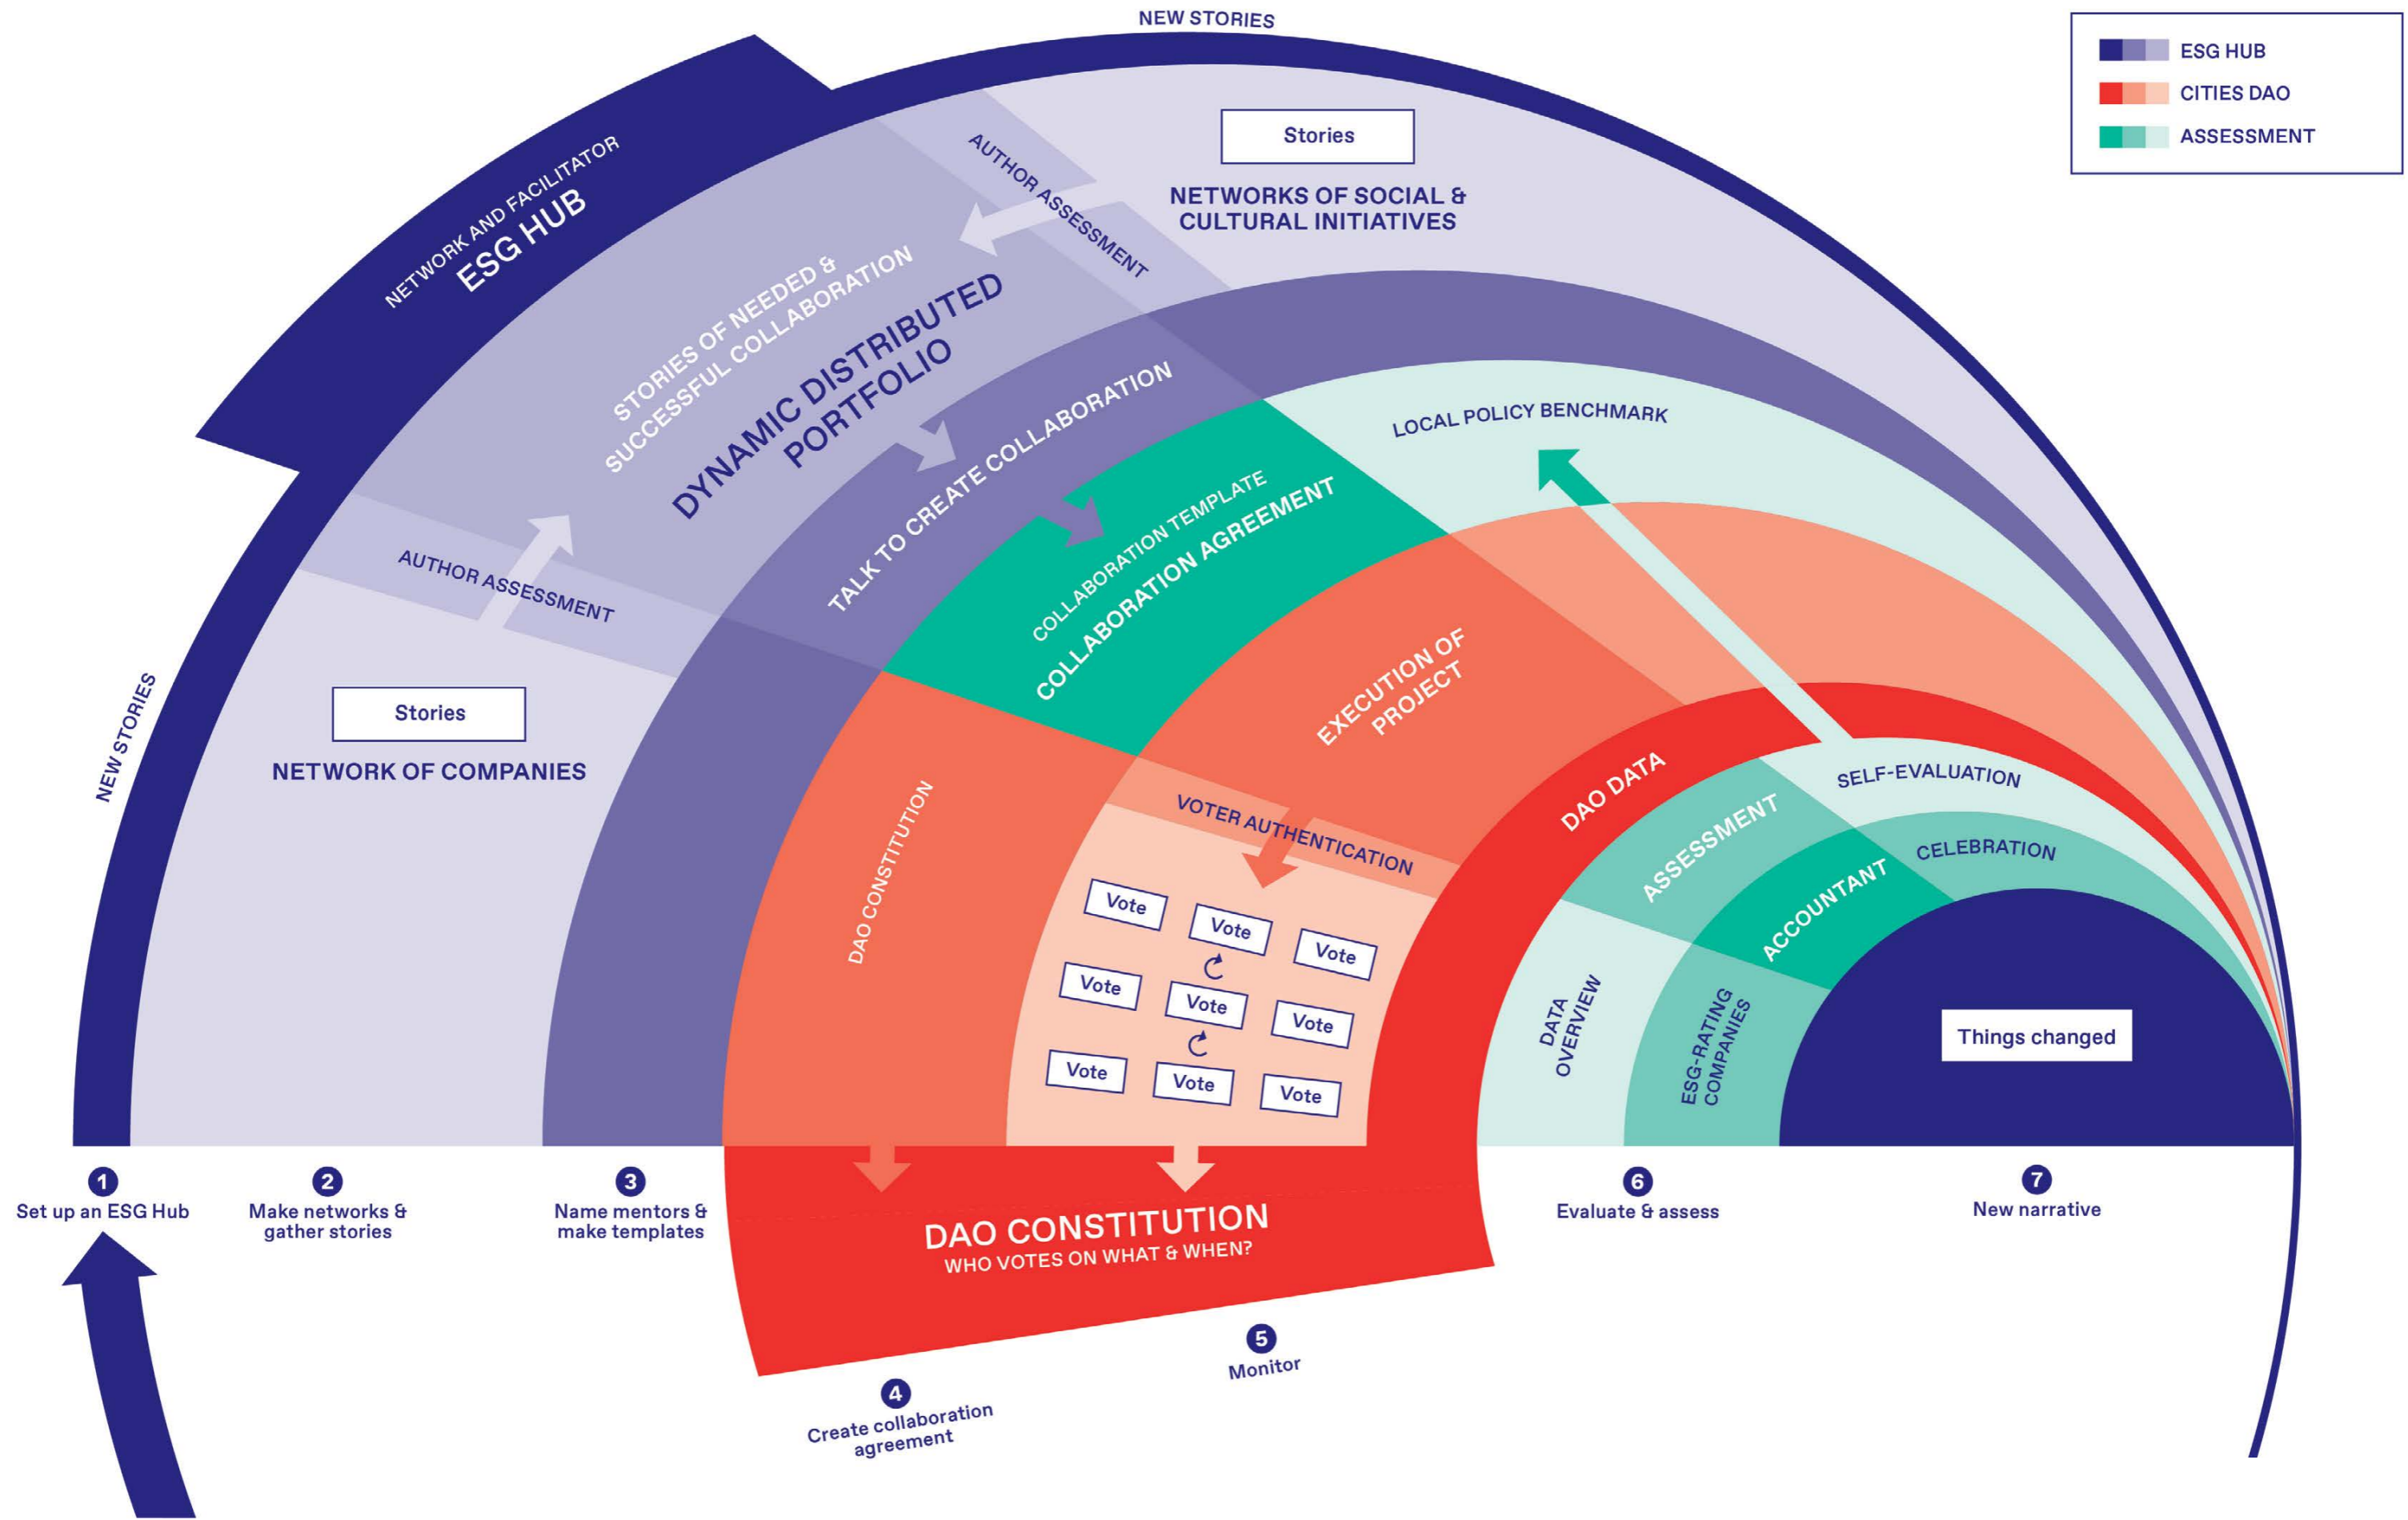 NEW STORIES
ESG HUB
CITIES DAO
ASSESSMENT
NETWORK AND FACILITATOR
ESG HUB
AUTHOR ASSESSMENT
Stories
NETWORKS OF SOCIAL &
CULTURAL INITIATIVES
STORIES OF NEEDED &
SUCCESSFUL COLLABORATION
DYNAMIC DISTRIBUTED
PORTFOLIO
TALK TO CREATE COLLABORATION
LOCAL POLICY BENCHMARK
COLLABORATION TEMPLATE
COLLABORATION AGREEMENT
AUTHOR ASSESSMENT
NEW STORIES
Stories
NETWORK OF COMPANIES
EXECUTION OF
PROJECT
DAO CONSTITUTION
VOTER AUTHENTICATION
DAO DATA
SELF-EVALUATION
ASSESSMENT
CELEBRATION
ACCOUNTANT
Vote
Vote
Vote
Vote
Vote
Vote
Vote
Vote
Vote
DATA
OVERVIEW
ESG-RATING
COMPANIES
Things changed
1
Set up an ESG Hub
2
Make networks &
gather stories
3
Name mentors &
make templates
DAO CONSTITUTION
WHO VOTES ON WHAT & WHEN?
4
Create collaboration
agreement
5
Monitor
6
Evaluate & assess
7
New narrative